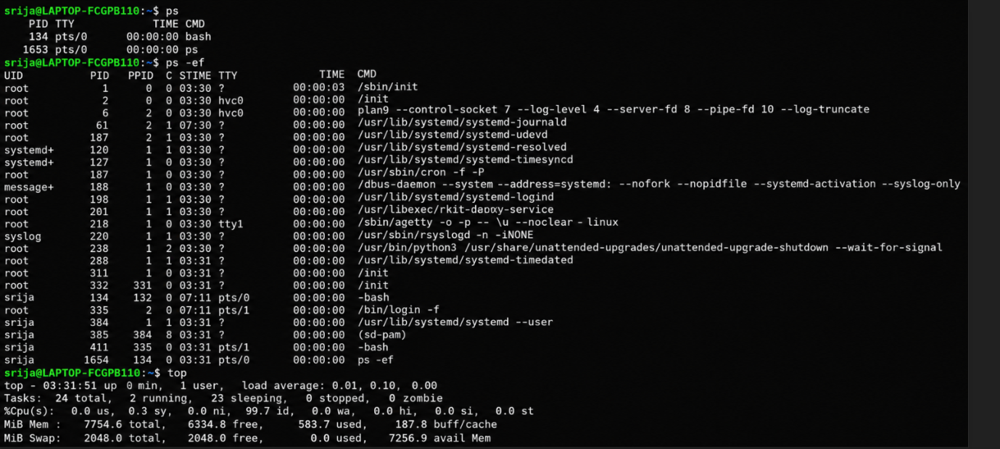 srija@LAPTOP-FCGPB110:~$ ps
PID TTY TIME CMD
134 pts/0 00:00:00 bash
1653 pts/0 00:00:00 ps
srija@LAPTOP-FCGPB110:~$ ps -ef
UID PID PPID C STIME TTY TIME CMD
root 1 0 0 03:30 ? 00:00:03 /sbin/init
root 2 0 0 03:30 hvc0 00:00:00 /init
root 6 2 0 03:30 hvc0 00:00:00 plan9 --control-socket 7 --log-level 4 --server-fd 8 --pipe-fd 10 --log-truncate
root 61 2 1 07:30 ? 00:00:00 /usr/lib/systemd/systemd-journald
root 187 2 1 03:30 ? 00:00:00 /usr/lib/systemd/systemd-udevd
systemd+ 120 1 1 03:30 ? 00:00:00 /usr/lib/systemd/systemd-resolved
systemd+ 127 1 0 03:30 ? 00:00:00 /usr/lib/systemd/systemd-timesyncd
root 187 1 0 03:30 ? 00:00:00 /usr/sbin/cron -f -P
message+ 188 1 0 03:30 ? 00:00:00 /dbus-daemon --system --address=systemd: --nofork --nopidfile --systemd-activation --syslog-only
root 198 1 1 03:30 ? 00:00:00 /usr/lib/systemd/systemd-logind
root 201 1 1 03:30 ? 00:00:00
root 218 1 0 03:30 tty1 00:00:00 /sbin/agetty -o -p -- \u --noclear - linux
syslog 220 1 1 03:30 ? 00:00:00 /usr/sbin/rsyslogd -n -iNONE
root 238 1 2 03:30 ? 00:00:00 /usr/bin/python3 /usr/share/unattended-upgrades/unattended-upgrade-shutdown --wait-for-signal
root 288 1 1 03:31 ? 00:00:00 /usr/lib/systemd/systemd-timedated
root 311 1 0 03:31 ? 00:00:00 /init
root 332 331 0 03:31 ? 00:00:00 /init
srija 134 132 0 07:11 pts/0 00:00:00 -bash
root 335 2 0 07:11 pts/1 00:00:00 /bin/login -f
srija 384 1 1 03:31 ? 00:00:00 /usr/lib/systemd/systemd --user
srija 385 384 8 03:31 ? 00:00:00 (sd-pam)
srija 411 335 0 03:31 pts/1 00:00:00 -bash
srija 1654 134 0 03:31 pts/0 00:00:00 ps -ef
srija@LAPTOP-FCGPB110:~$ top
top - 03:31:51 up 0 min, 1 user, load average: 0.01, 0.10, 0.00
Tasks: 24 total, 2 running, 23 sleeping, 0 stopped, 0 zombie
%Cpu(s): 0.0 us, 0.3 sy, 0.0 ni, 99.7 id, 0.0 wa, 0.0 hi, 0.0 si, 0.0 st
MiB Mem : 7754.6 total, 6334.8 free, 583.7 used, 187.8 buff/cache
MiB Swap: 2048.0 total, 2048.0 free, 0.0 used, 7256.9 avail Mem